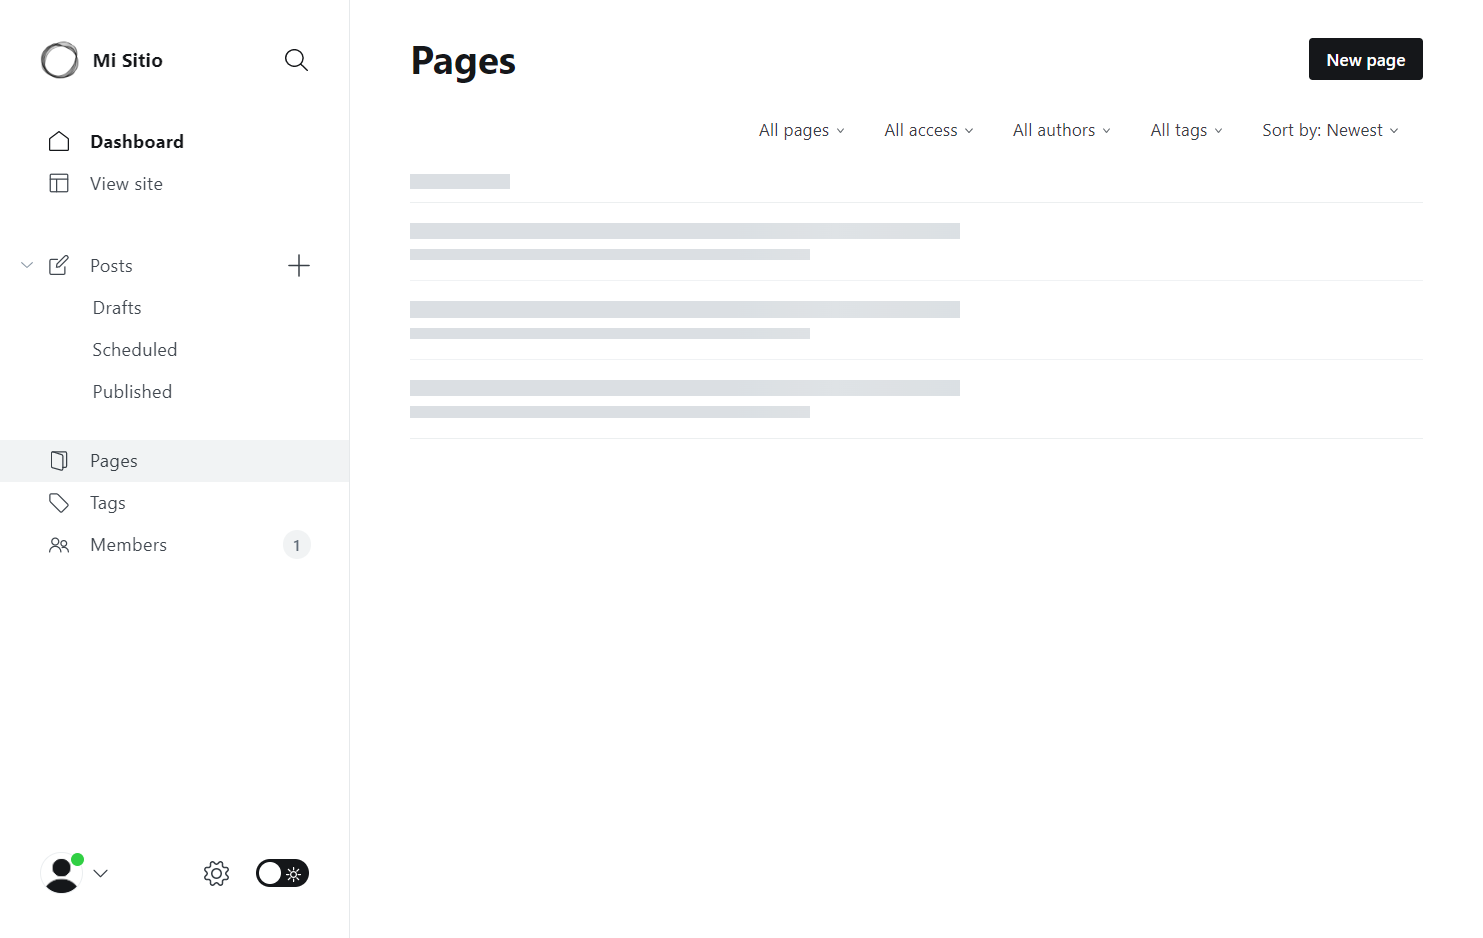 Mi Sitio
Dashboard
View site
Posts
Drafts
Scheduled
Published
Pages
Tags
Members 1
Pages
New page
All pages All access All authors All tags Sort by: Newest